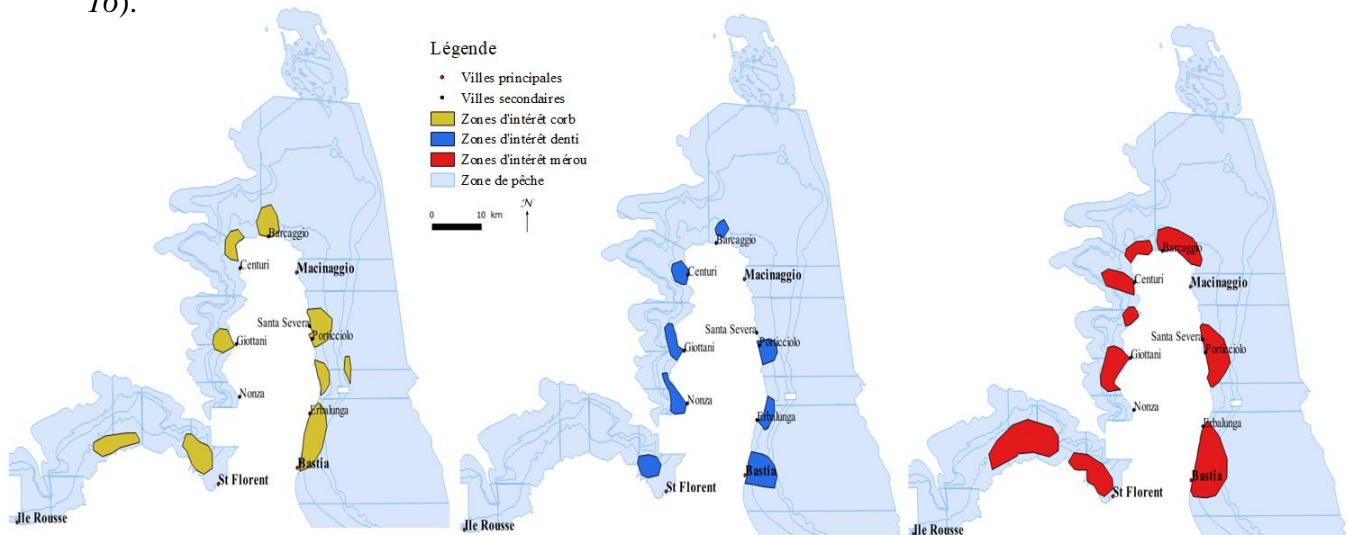 16).
Légende
Villes principales
Villes secondaires
Zones d'intérêt corb
Zones d'intérêt denti
Zones d'intérêt mérou
Zone de pêche
0 10 km
N
Barcaggio
Centuri
Macinaggio
Santa Severa
Porticciolo
Giottani
Nonza
Erbalunga
Bastia
St Florent
Ile Rousse
Barcaggio
Centuri
Macinaggio
Santa Severa
Porticciolo
Giottani
Nonza
Erbalunga
Bastia
St Florent
Ile Rousse
Barcaggio
Centuri
Macinaggio
Santa Severa
Porticciolo
Giottani
Nonza
Erbalunga
Bastia
St Florent
Ile Rousse